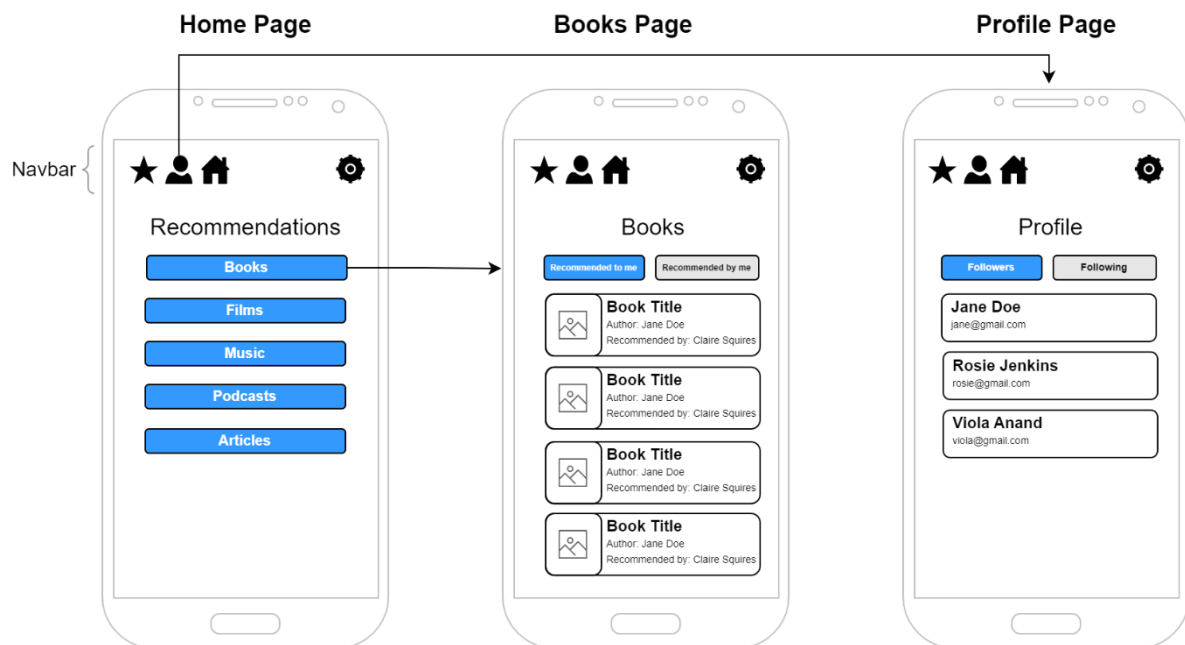 Home Page
Books Page
Profile Page
Navbar
Recommendations
Books
Films
Music
Podcasts
Articles
Books
Recommended to me
Recommended by me
Book Title
Author: Jane Doe
Recommended by: Claire Squires
Book Title
Author: Jane Doe
Recommended by: Claire Squires
Book Title
Author: Jane Doe
Recommended by: Claire Squires
Book Title
Author: Jane Doe
Recommended by: Claire Squires
Profile
Followers
Following
Jane Doe
jane@gmail.com
Rosie Jenkins
rosie@gmail.com
Viola Anand
viola@gmail.com